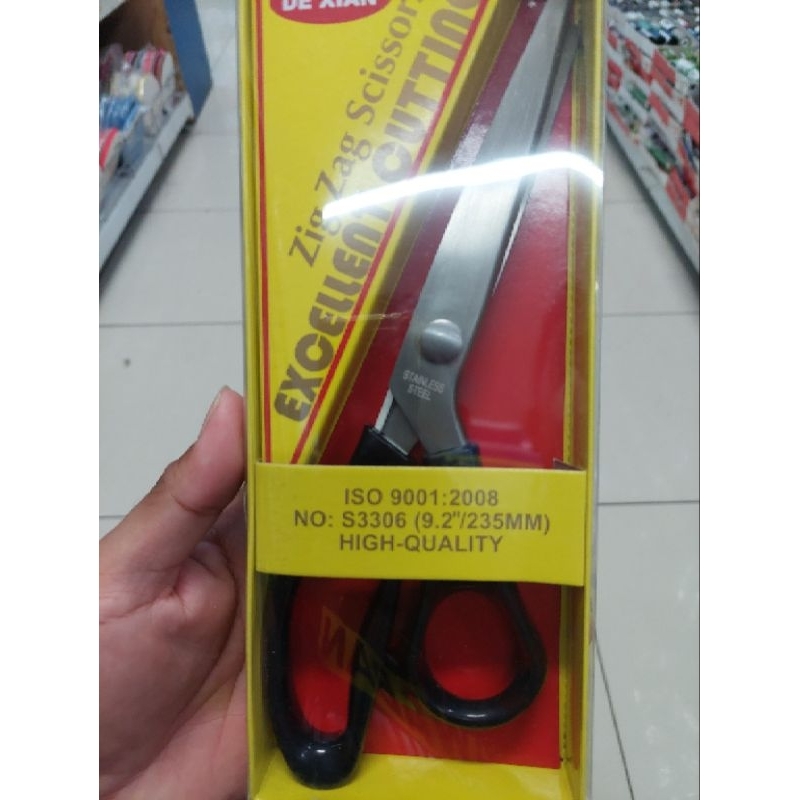 DE XIAN
Zig Zag Scissors
EXCELLENT CUTTING
STAINLESS
STEEL
ISO 9001:2008
NO: S3306 (9.2"/235MM)
HIGH-QUALITY